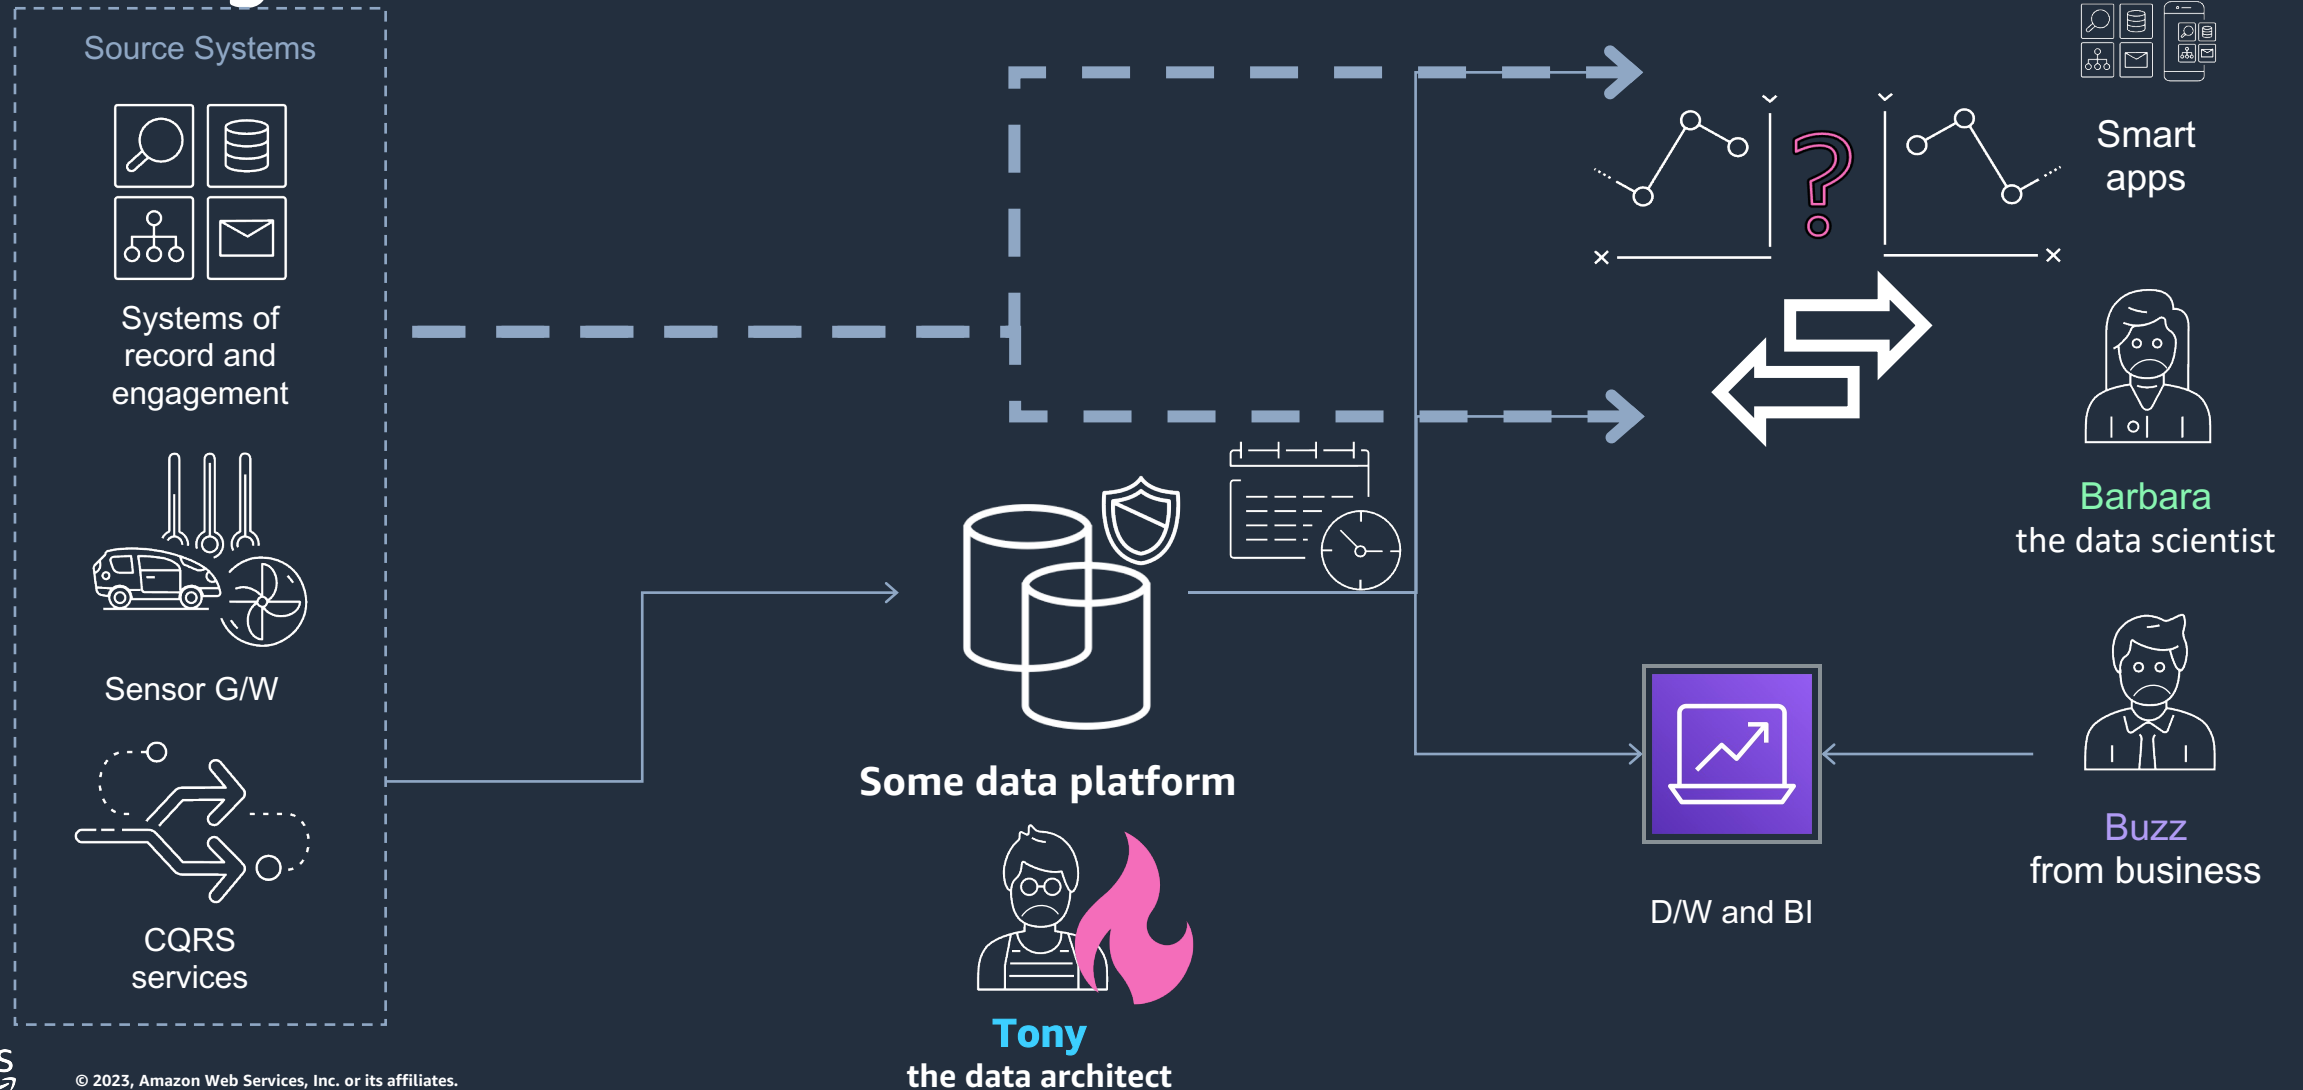 Source Systems
Systems of
record and
engagement
Sensor G/W
CQRS
services
Some data platform
Tony
the data architect
Smart
apps
?
Barbara
the data scientist
Buzz
from business
D/W and BI
© 2023, Amazon Web Services, Inc. or its affiliates.